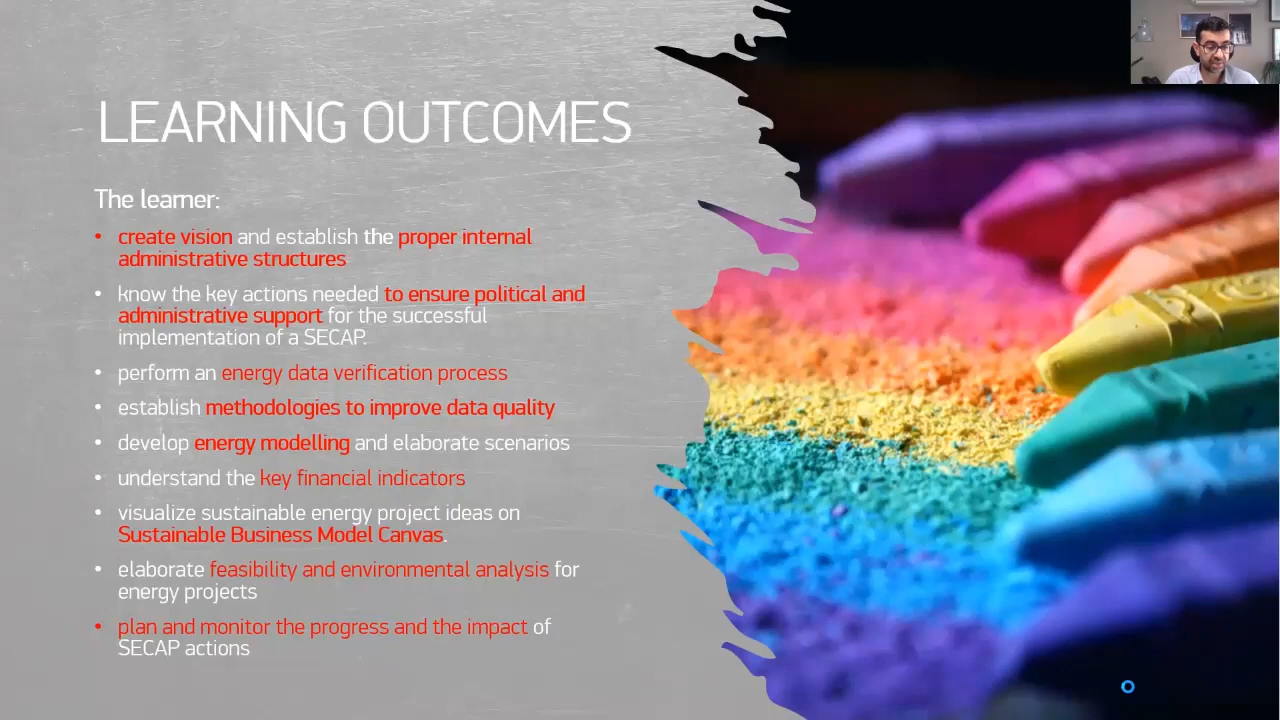 LEARNING OUTCOMES
The learner:
• create vision and establish the proper internal
administrative structures
• know the key actions needed to ensure political and
administrative support for the successful
implementation of a SECAP.
• perform an energy data verification process
• establish methodologies to improve data quality
• develop energy modelling and elaborate scenarios
• understand the key financial indicators
• visualize sustainable energy project ideas on
Sustainable Business Model Canvas.
• elaborate feasibility and environmental analysis for
energy projects
• plan and monitor the progress and the impact of
SECAP actions